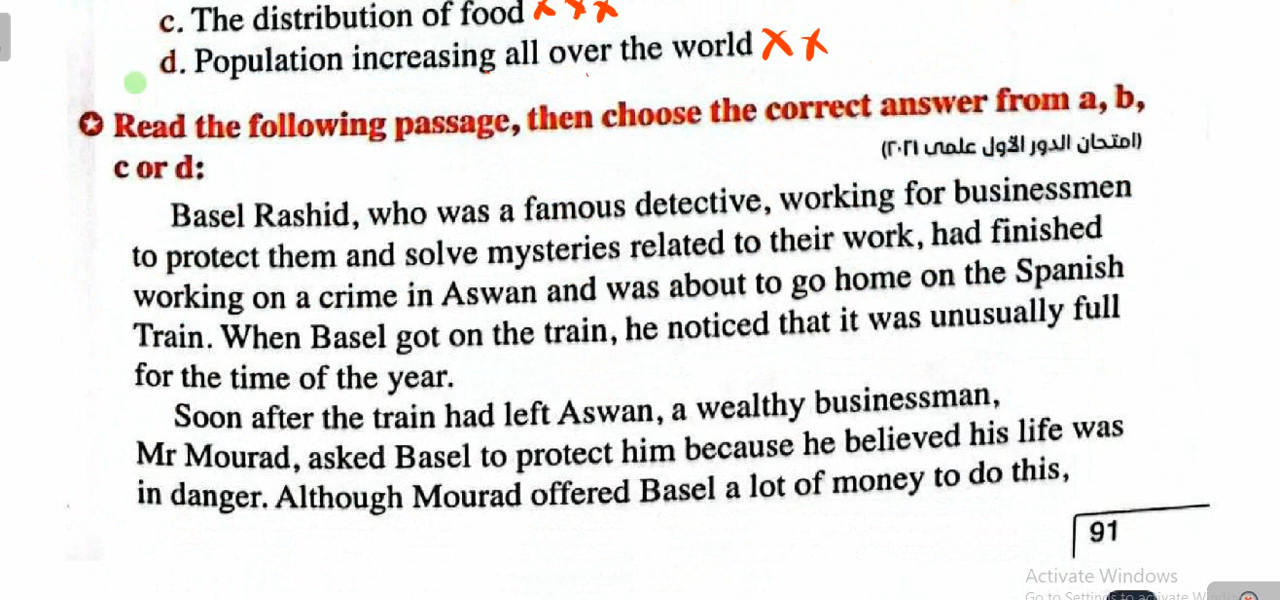 c. The distribution of food
d. Population increasing all over the world
Read the following passage, then choose the correct answer from a, b,
(امتحان الدور الأول علمى ٢٠٢١)
c or d:
Basel Rashid, who was a famous detective, working for businessmen
to protect them and solve mysteries related to their work, had finished
working on a crime in Aswan and was about to go home on the Spanish
Train. When Basel got on the train, he noticed that it was unusually full
for the time of the year.
Soon after the train had left Aswan, a wealthy businessman,
Mr Mourad, asked Basel to protect him because he believed his life was
in danger. Although Mourad offered Basel a lot of money to do this,
91
Activate Windows
Go to Settings to activate